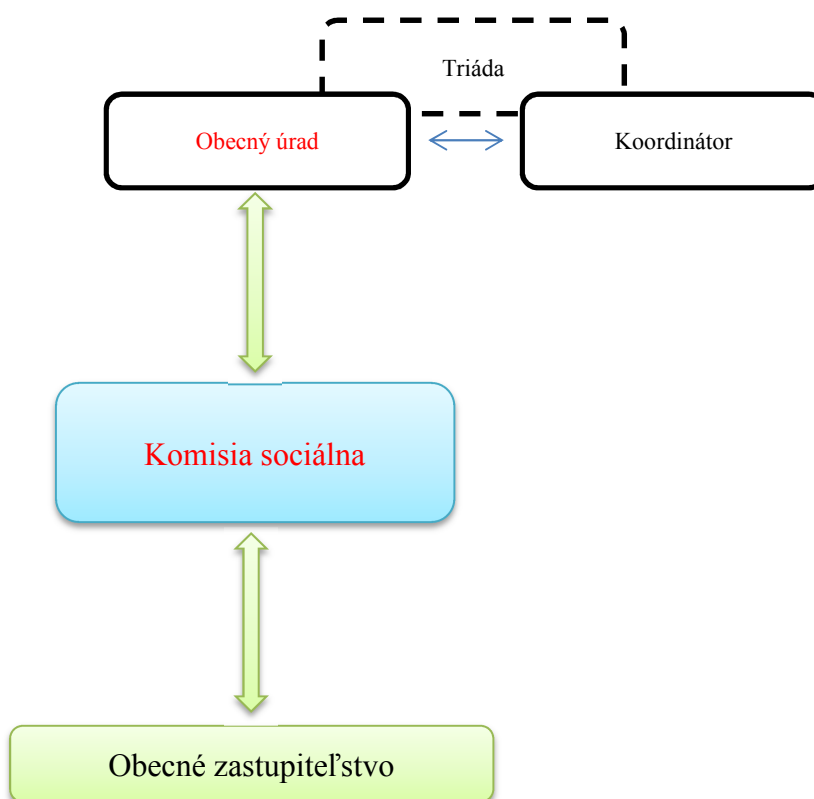 Triáda
Obecný úrad
Koordinátor
Komisia sociálna
Obecné zastupiteľstvo